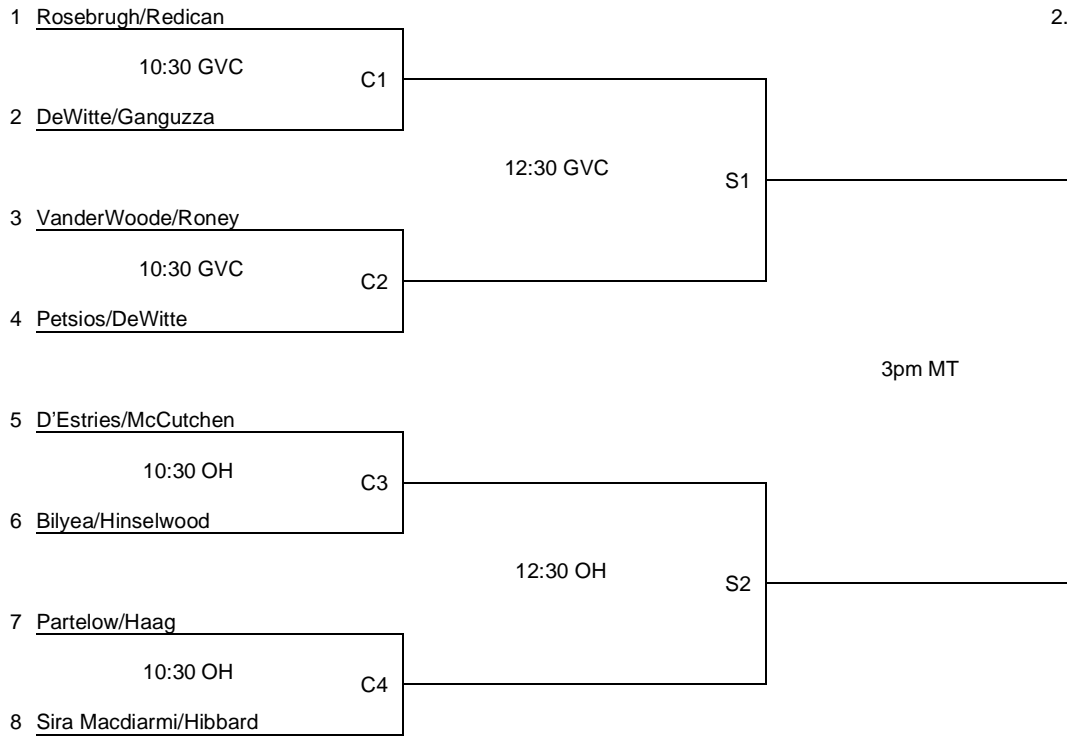 1 Rosebrugh/Redican
2.
10:30 GVC
C1
2 DeWitte/Ganguzza
12:30 GVC
S1
3 VanderWoode/Roney
10:30 GVC
C2
4 Petsios/DeWitte
3pm MT
5 D'Estries/McCutchen
10:30 OH
C3
6 Bilyea/Hinselwood
12:30 OH
S2
7 Partelow/Haag
10:30 OH
C4
8 Sira Macdiarmi/Hibbard